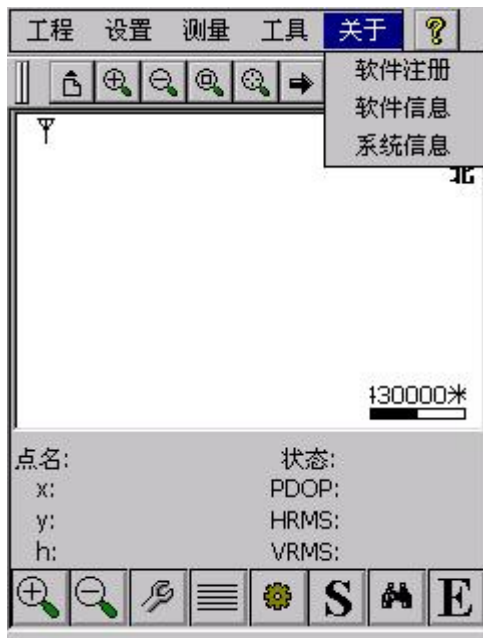 工程 设置 测量 工具 关于 ?
软件注册
软件信息
系统信息
北
30000米
点名: 状态:
x: PDOP:
y: HRMS:
h: VRMS:
S E